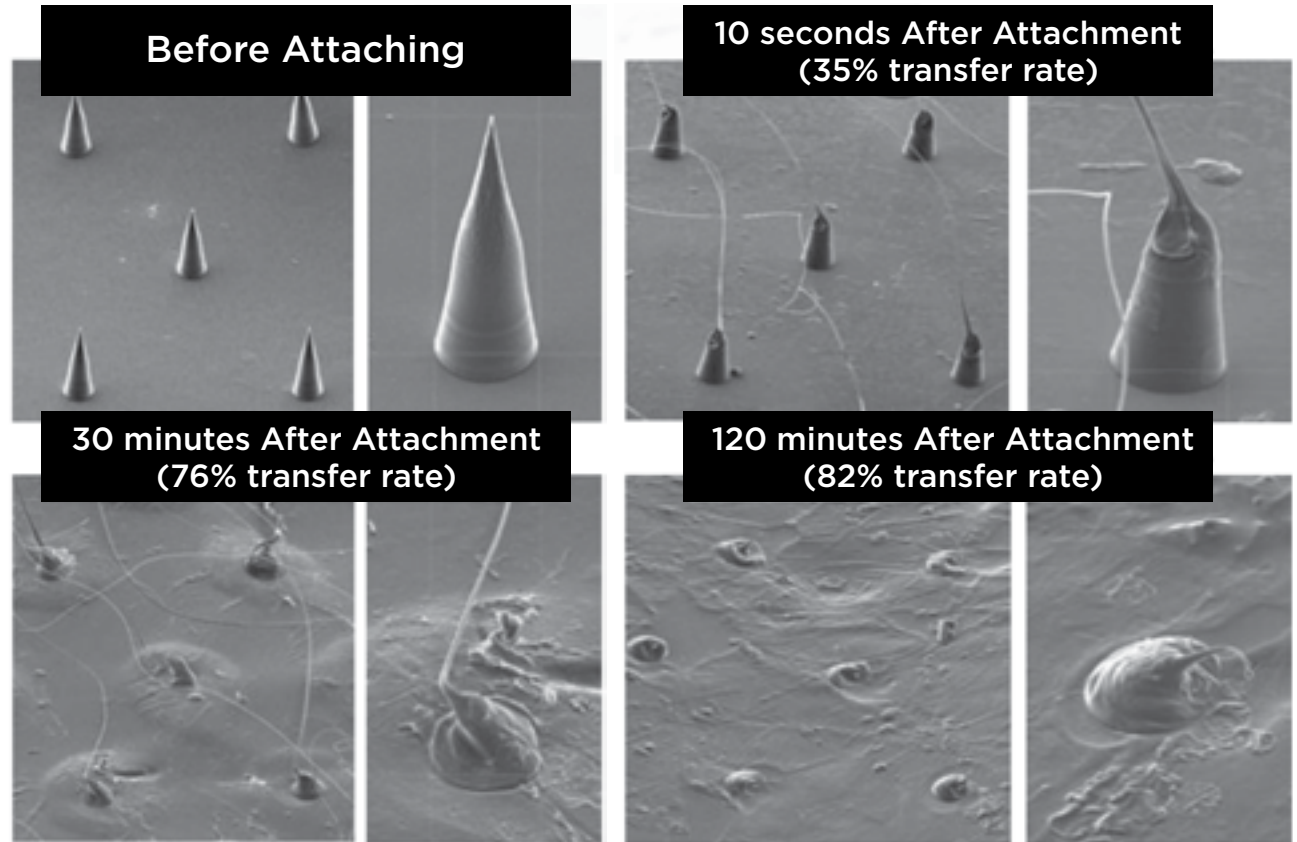 Before Attaching
10 seconds After Attachment
(35% transfer rate)
30 minutes After Attachment
(76% transfer rate)
120 minutes After Attachment
(82% transfer rate)